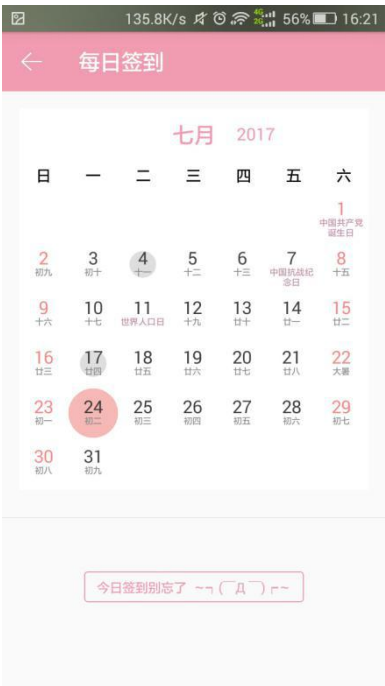 135.8K/s 4G 2G 56% 16:21
每日签到
七月 2017
日 一 二 三 四 五 六
1
中国共产党
诞生日
2 3 4 5 6 7 8
初九 初十 十一 十二 十三 中国抗战纪 十五
念日
9 10 11 12 13 14 15
十六 十七 世界人口日 十九 廿十 廿一 廿二
16 17 18 19 20 21 22
廿三 廿四 廿五 廿六 廿七 廿八 大暑
23 24 25 26 27 28 29
初一 初二 初三 初四 初五 初六 初七
30 31
初八 初九
今日签到别忘了 ~┑(￣Д ￣)┍~